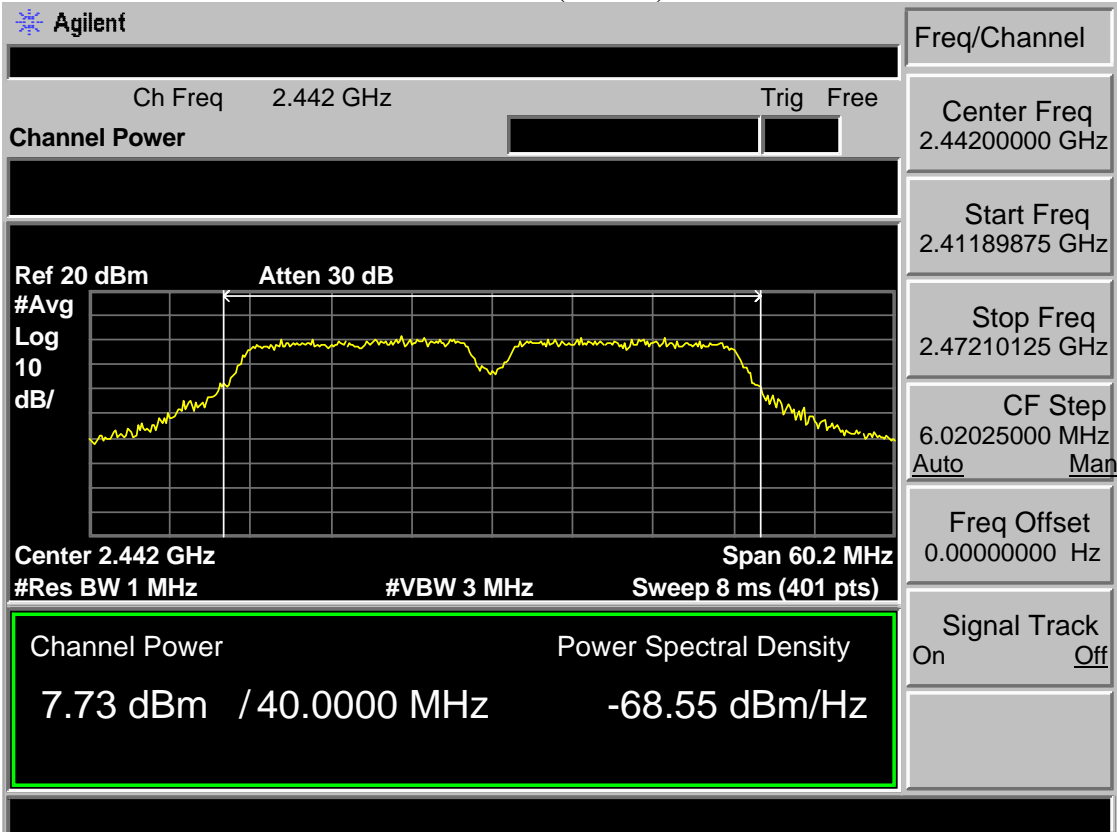 Agilent
Freq/Channel
Ch Freq 2.442 GHz Trig Free
Channel Power
Center Freq
2.44200000 GHz
Start Freq
2.41189875 GHz
Stop Freq
2.47210125 GHz
CF Step
6.02025000 MHz
Auto Man
Freq Offset
0.00000000 Hz
Signal Track
On Off
Ref 20 dBm Atten 30 dB
#Avg
Log
10
dB/
Center 2.442 GHz Span 60.2 MHz
#Res BW 1 MHz #VBW 3 MHz Sweep 8 ms (401 pts)
Channel Power Power Spectral Density
7.73 dBm / 40.0000 MHz -68.55 dBm/Hz